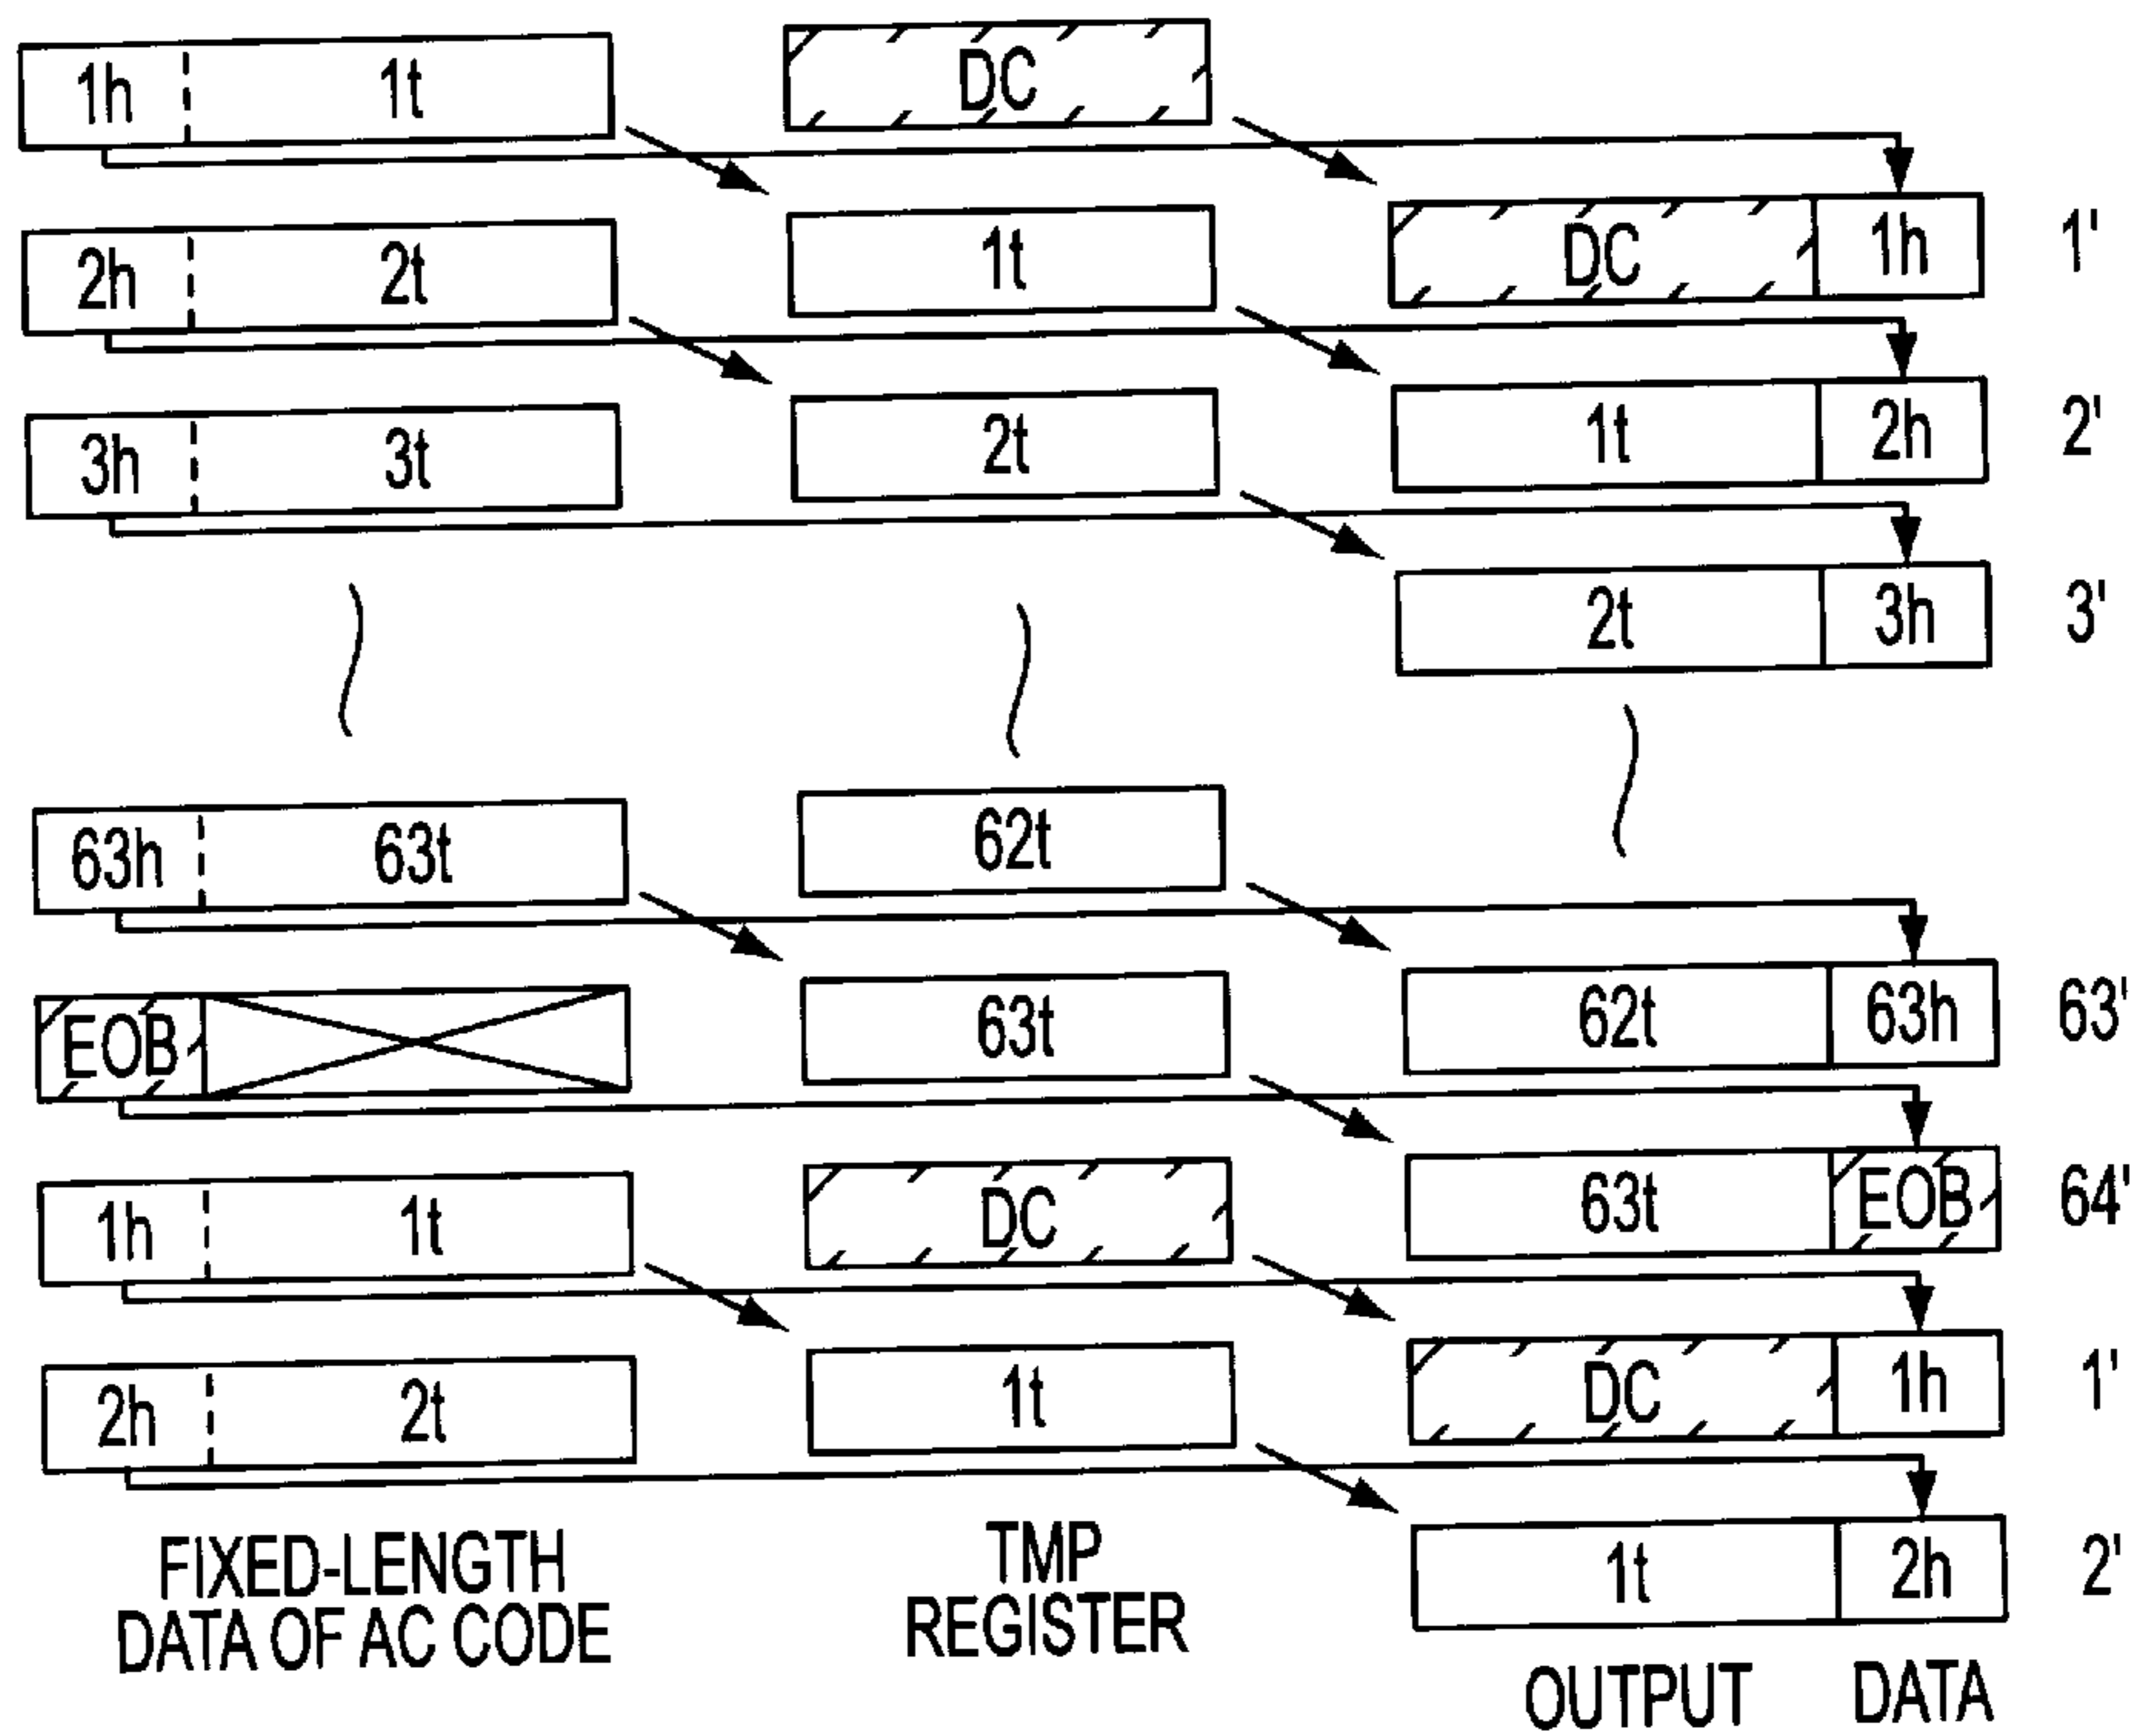 1h 1t DC
DC 1h 1'
2h 2t 1t
1t 2h 2'
3h 3t 2t
2t 3h 3'
63h 63t 62t
62t 63h 63'
EOB 63t
63t EOB 64'
1h 1t DC
DC 1h 1'
2h 2t 1t
1t 2h 2'
FIXED-LENGTH
DATA OF AC CODE
TMP
REGISTER
OUTPUT DATA